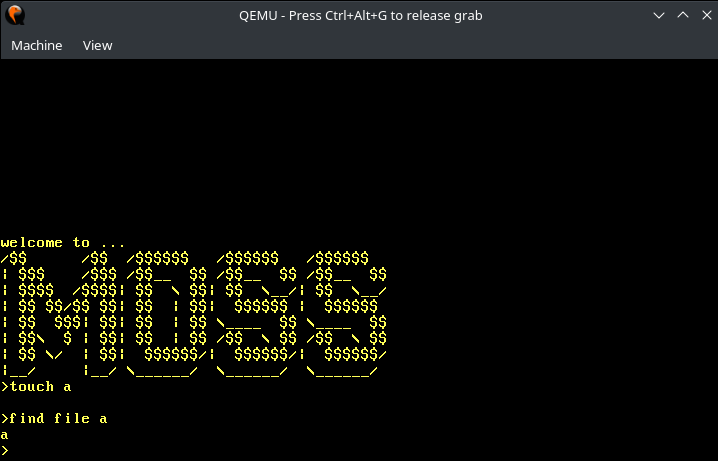 QEMU - Press Ctrl+Alt+G to release grab
Machine View
welcome to ...
/$$      /$$  /$$$$$$   /$$$$$$   /$$$$$$
| $$$    /$$$ /$$__  $$ /$$__  $$ /$$__  $$
| $$$$  /$$$$| $$  \ $$| $$  \__/| $$  \__/
| $$ $$/$$ $$| $$  | $$|  $$$$$$ |  $$$$$$
| $$  $$$| $$| $$  | $$ \____  $$ \____  $$
| $$\  $ | $$| $$  | $$ /$$  \ $$ /$$  \ $$
| $$ \/  | $$|  $$$$$$/|  $$$$$$/|  $$$$$$/
|__/     |__/ \______/  \______/  \______/
>touch a
>find file a
a
>